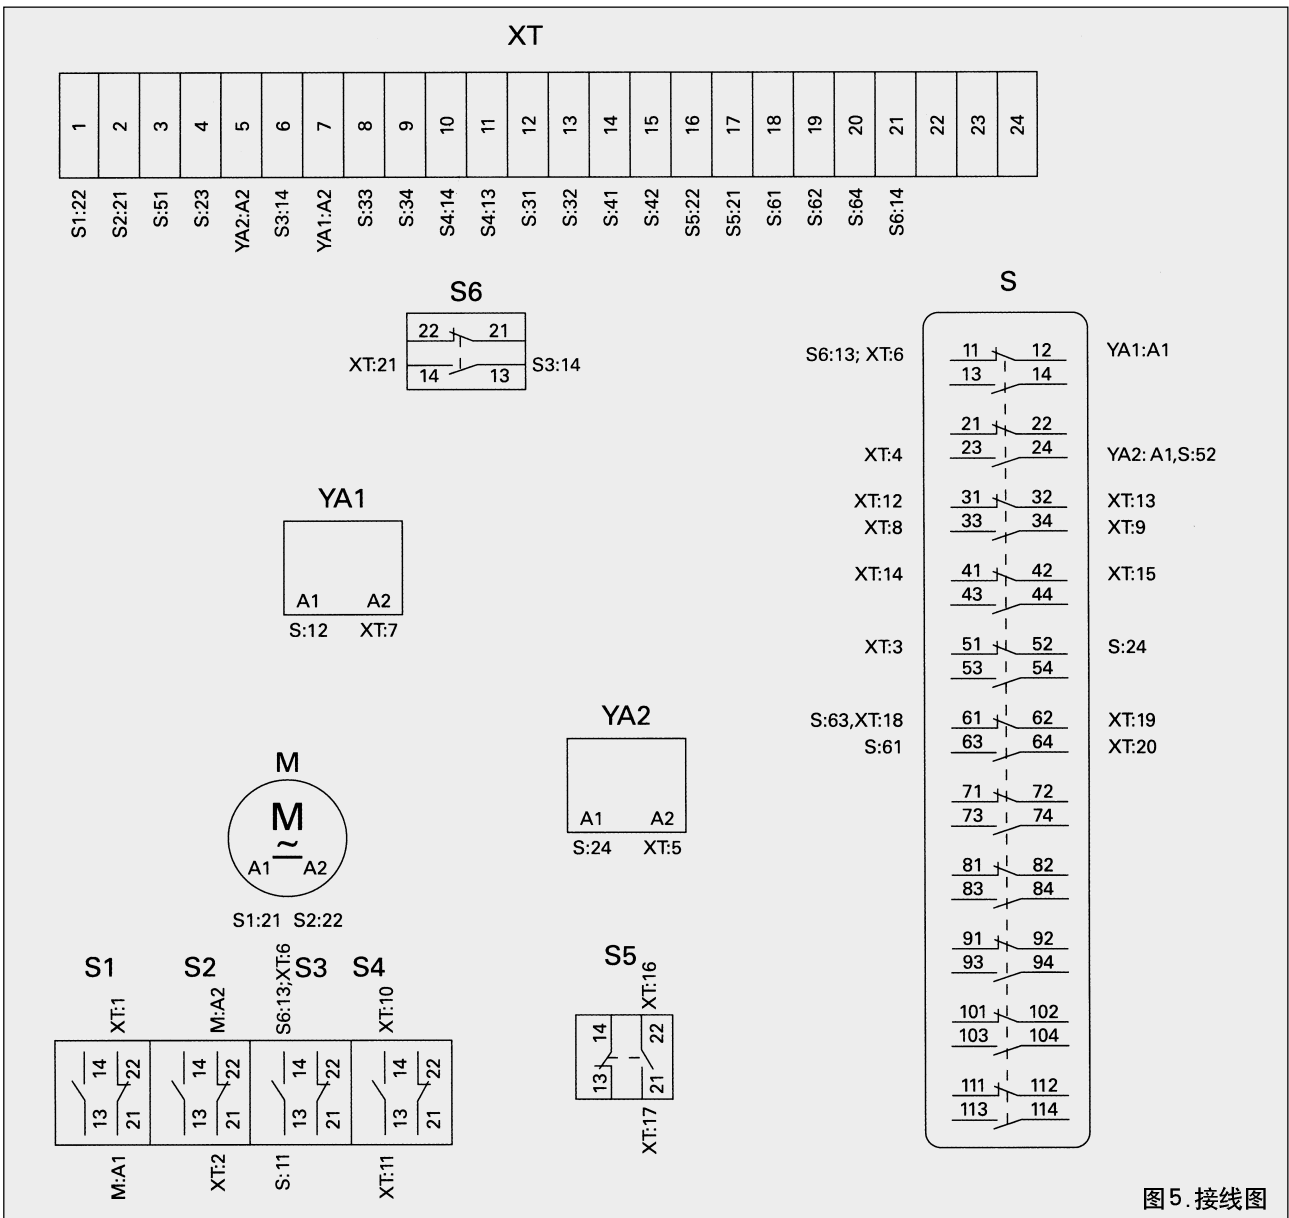 XT
1 2 3 4 5 6 7 8 9 10 11 12 13 14 15 16 17 18 19 20 21 22 23 24
S1:22 S2:21 S:51 S:23 YA2:A2 S3:14 YA1:A2 S:33 S:34 S4:14 S4:13 S:31 S:32 S:41 S:42 S5:22 S5:21 S:61 S:62 S:64 S6:14
S6
22 21
XT:21 14 13 S3:14
YA1
A1 A2
S:12 XT:7
YA2
A1 A2
S:24 XT:5
M
M
~
A1 A2
S1:21 S2:22
S1 S2 S3 S4
XT:1 M:A2 S6:13;XT:6 XT:10
14 22 14 22 14 22 14 22
13 21 13 21 13 21 13 21
M:A1 XT:2 S:11 XT:11
S5
XT:16
14 22
13 21
XT:17
S
S6:13; XT:6 11 12 YA1:A1
13 14
21 22
XT:4 23 24 YA2: A1,S:52
XT:12 31 32 XT:13
XT:8 33 34 XT:9
XT:14 41 42 XT:15
43 44
XT:3 51 52 S:24
53 54
S:63,XT:18 61 62 XT:19
S:61 63 64 XT:20
71 72
73 74
81 82
83 84
91 92
93 94
101 102
103 104
111 112
113 114
图5.接线图